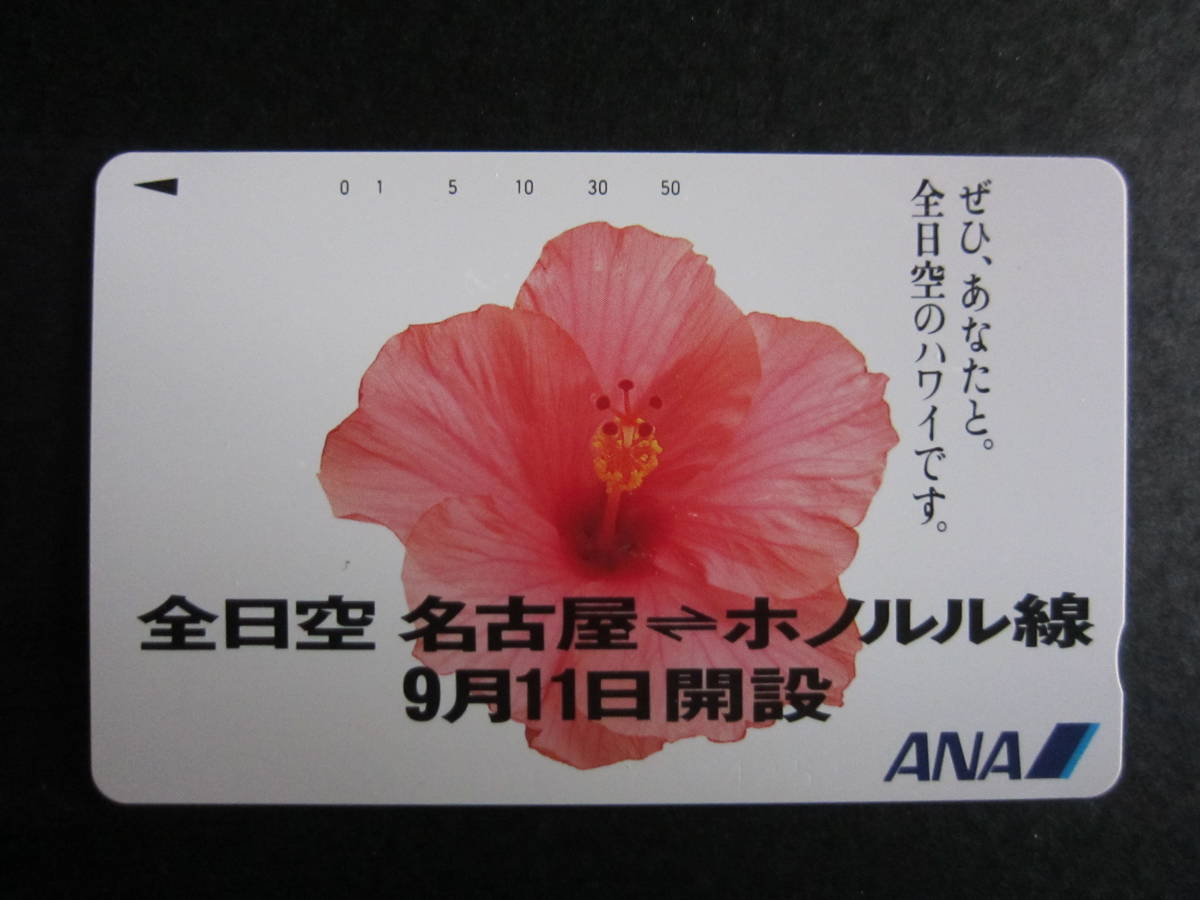 0 1 5 10 30 50
ぜひ、あなたと。
全日空のハワイです。
全日空 名古屋⇌ホノルル線
9月11日開設
ANA